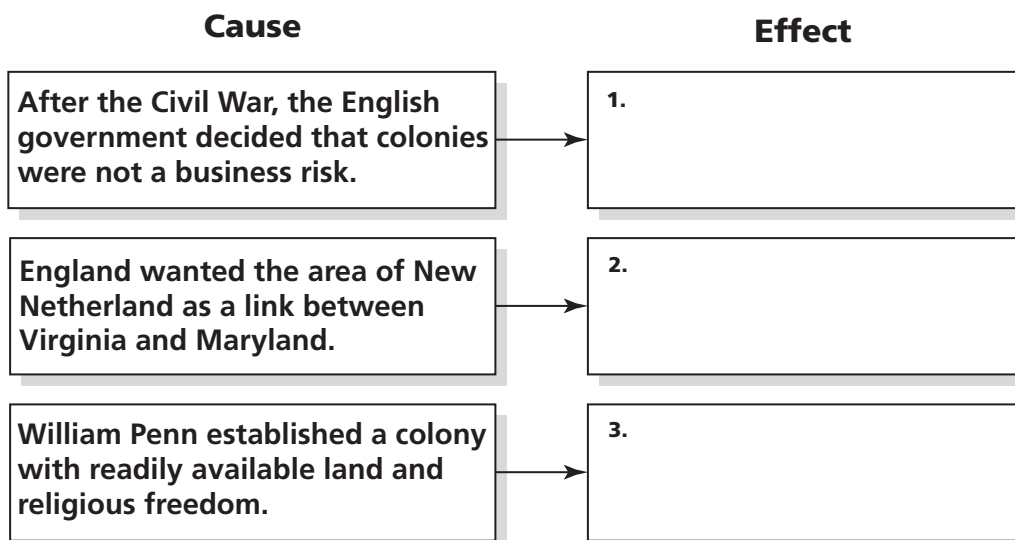 Cause
Effect
After the Civil War, the English
government decided that colonies
were not a business risk.
1.
England wanted the area of New
Netherland as a link between
Virginia and Maryland.
2.
William Penn established a colony
with readily available land and
religious freedom.
3.